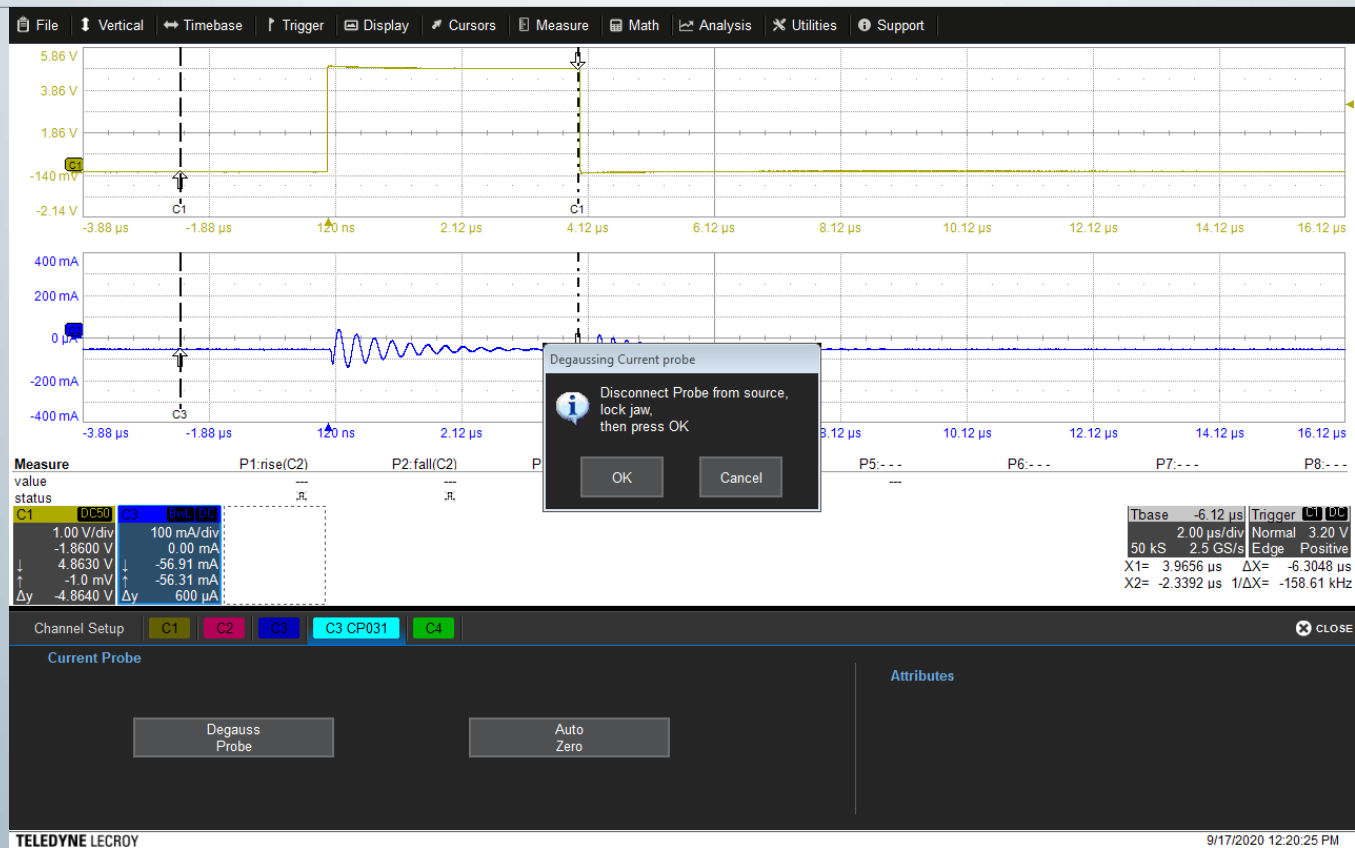 File Vertical Timebase Trigger Display Cursors Measure Math Analysis Utilities Support
5.86 V
3.86 V
1.86 V
C1
-140 mV
-2.14 V
C1 C1
-3.88 µs -1.88 µs 120 ns 2.12 µs 4.12 µs 6.12 µs 8.12 µs 10.12 µs 12.12 µs 14.12 µs 16.12 µs
400 mA
200 mA
0 µA
-200 mA
-400 mA
C3
-3.88 µs -1.88 µs 120 ns 2.12 µs 8.12 µs 10.12 µs 12.12 µs 14.12 µs 16.12 µs
Degaussing Current probe
Disconnect Probe from source,
lock jaw,
then press OK
OK Cancel
Measure P1:rise(C2) P2:fall(C2) P P5:- - - P6:- - - P7:- - - P8:- - -
value --- --- ---
status
C1 DC50
1.00 V/div
-1.8600 V
↓ 4.8630 V
↑ -1.0 mV
Δy -4.8640 V
C3 BwL DC
100 mA/div
0.00 mA
↓ -56.91 mA
↑ -56.31 mA
Δy 600 µA
Tbase -6.12 µs
2.00 µs/div
50 kS 2.5 GS/s
Trigger C1 DC
Normal 3.20 V
Edge Positive
X1= 3.9656 µs ΔX= -6.3048 µs
X2= -2.3392 µs 1/ΔX= -158.61 kHz
Channel Setup C1 C2 C3 C3 CP031 C4 CLOSE
Current Probe
Attributes
Degauss
Probe
Auto
Zero
TELEDYNE LECROY 9/17/2020 12:20:25 PM